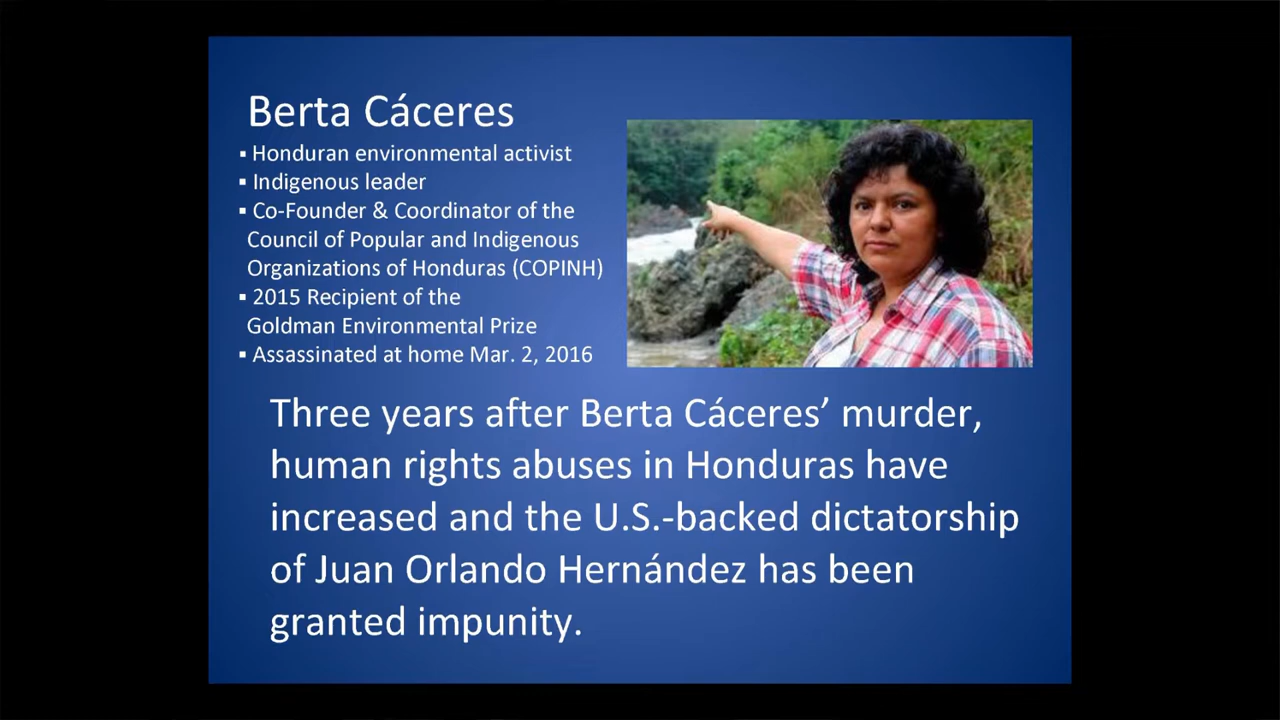 Berta Cáceres
▪ Honduran environmental activist
▪ Indigenous leader
▪ Co-Founder & Coordinator of the
Council of Popular and Indigenous
Organizations of Honduras (COPINH)
▪ 2015 Recipient of the
Goldman Environmental Prize
▪ Assassinated at home Mar. 2, 2016
Three years after Berta Cáceres’ murder,
human rights abuses in Honduras have
increased and the U.S.-backed dictatorship
of Juan Orlando Hernández has been
granted impunity.